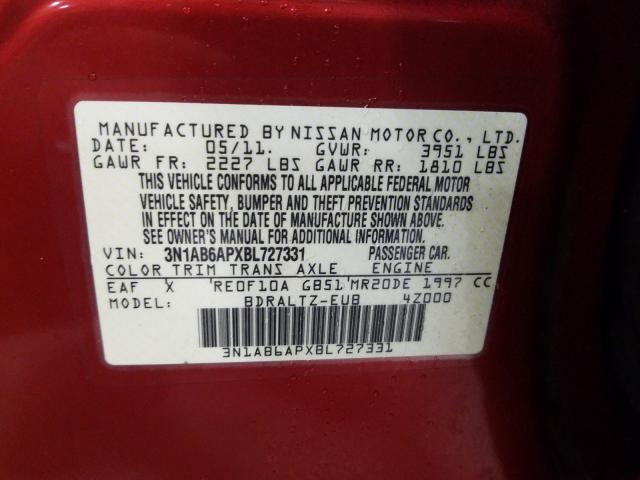 MANUFACTURED BY NISSAN MOTOR CO., LTD.
DATE: 05/11. GVWR: 3951 LBS
GAWR FR: 2227 LBS GAWR RR: 1810 LBS
THIS VEHICLE CONFORMS TO ALL APPLICABLE FEDERAL MOTOR
VEHICLE SAFETY, BUMPER AND THEFT PREVENTION STANDARDS
IN EFFECT ON THE DATE OF MANUFACTURE SHOWN ABOVE.
SEE OWNER'S MANUAL FOR ADDITIONAL INFORMATION.
VIN: 3N1AB6APXBL727331 PASSENGER CAR.
COLOR TRIM TRANS AXLE ENGINE
EAF X 'RE0F10A GB51'MR20DE 1997 CC
MODEL: BDRALTZ-EUB 4Z000
3N1AB6APXBL727331